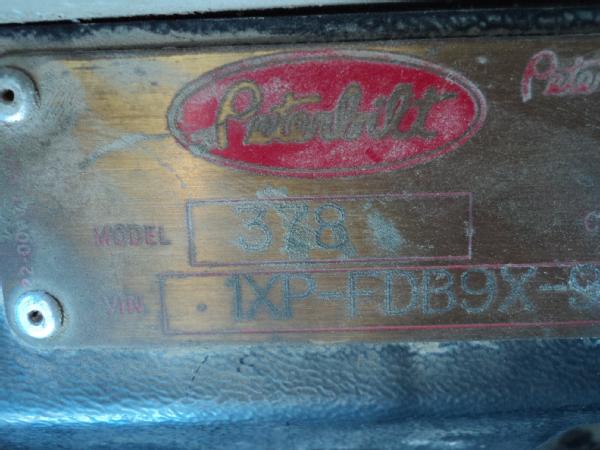 Peterbilt
MODEL 378
VIN 1XP-FDB9X-